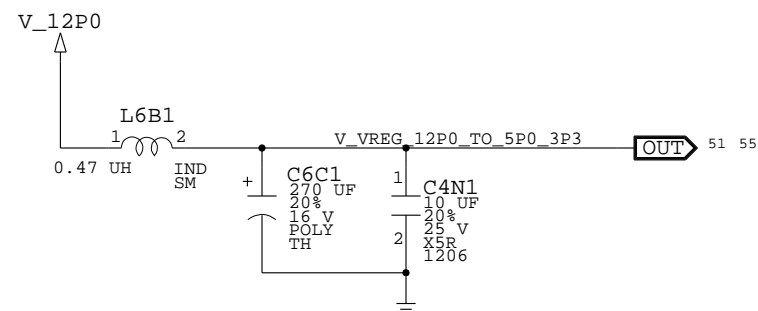 V_12P0
L6B1
1 2
V_VREG_12P0_TO_5P0_3P3
OUT 51 55
0.47 UH IND
SM
+ C6C1
270 UF
20%
16 V
POLY
TH
1 C4N1
10 UF
20%
25 V
2 X5R
1206